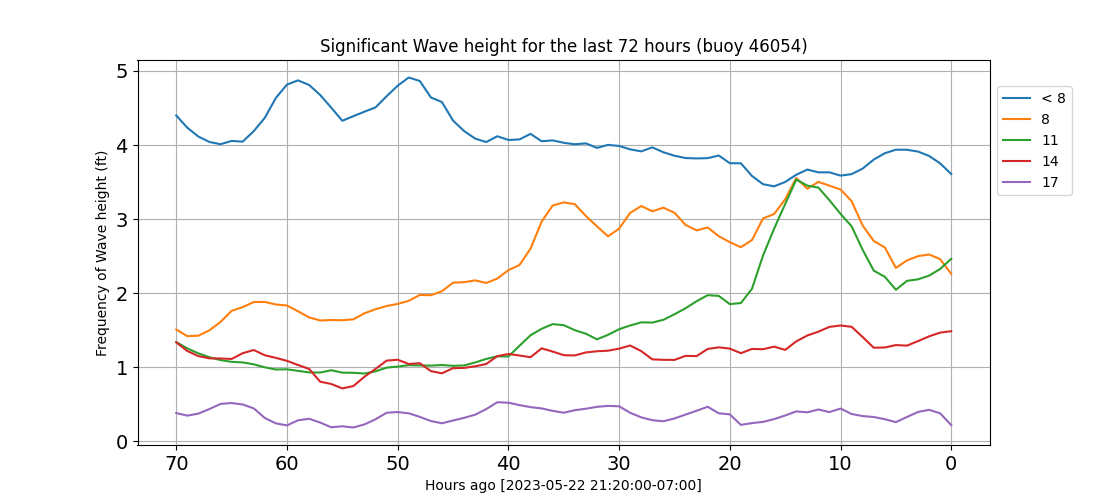 Significant Wave height for the last 72 hours (buoy 46054)
Frequency of Wave height (ft)
5
4
3
2
1
0
70 60 50 40 30 20 10 0
Hours ago [2023-05-22 21:20:00-07:00]
< 8
8
11
14
17